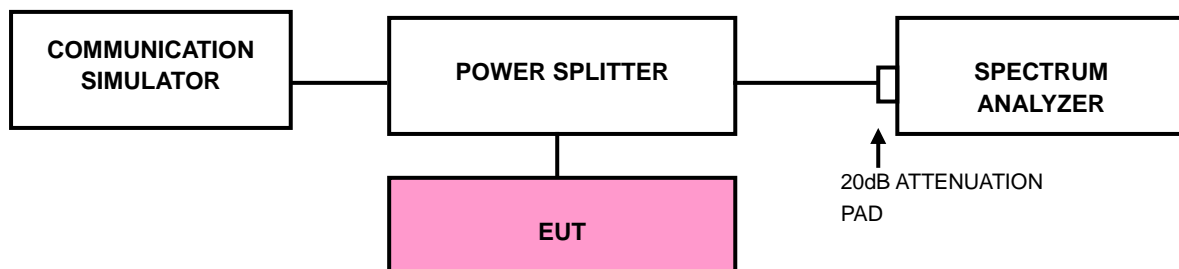 COMMUNICATION
SIMULATOR
POWER SPLITTER
SPECTRUM
ANALYZER
20dB ATTENUATION
PAD
EUT